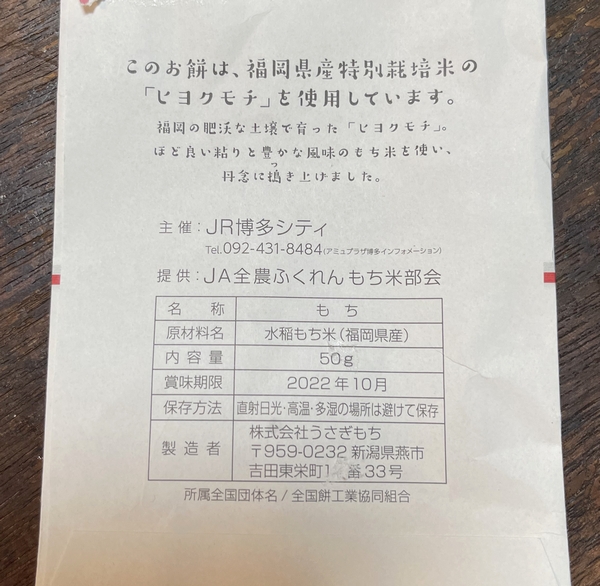 このお餅は、福岡県産特別栽培米の
「ヒヨクモチ」を使用しています。
福岡の肥沃な土壌で育った「ヒヨクモチ」。
ほど良い粘りと豊かな風味のもち米を使い、
丹念に搗き上げました。
つ
主催：JR博多シティ
Tel.092-431-8484(アミュプラザ博多インフォメーション)
提供：JA全農ふくれん もち米部会
名称 もち
原材料名 水稲もち米（福岡県産）
内容量 50g
賞味期限 2022年10月
保存方法 直射日光・高温・多湿の場所は避けて保存
製造者 株式会社うさぎもち
〒959-0232 新潟県燕市
吉田東栄町1 番33号
所属全国団体名 / 全国餅工業協同組合